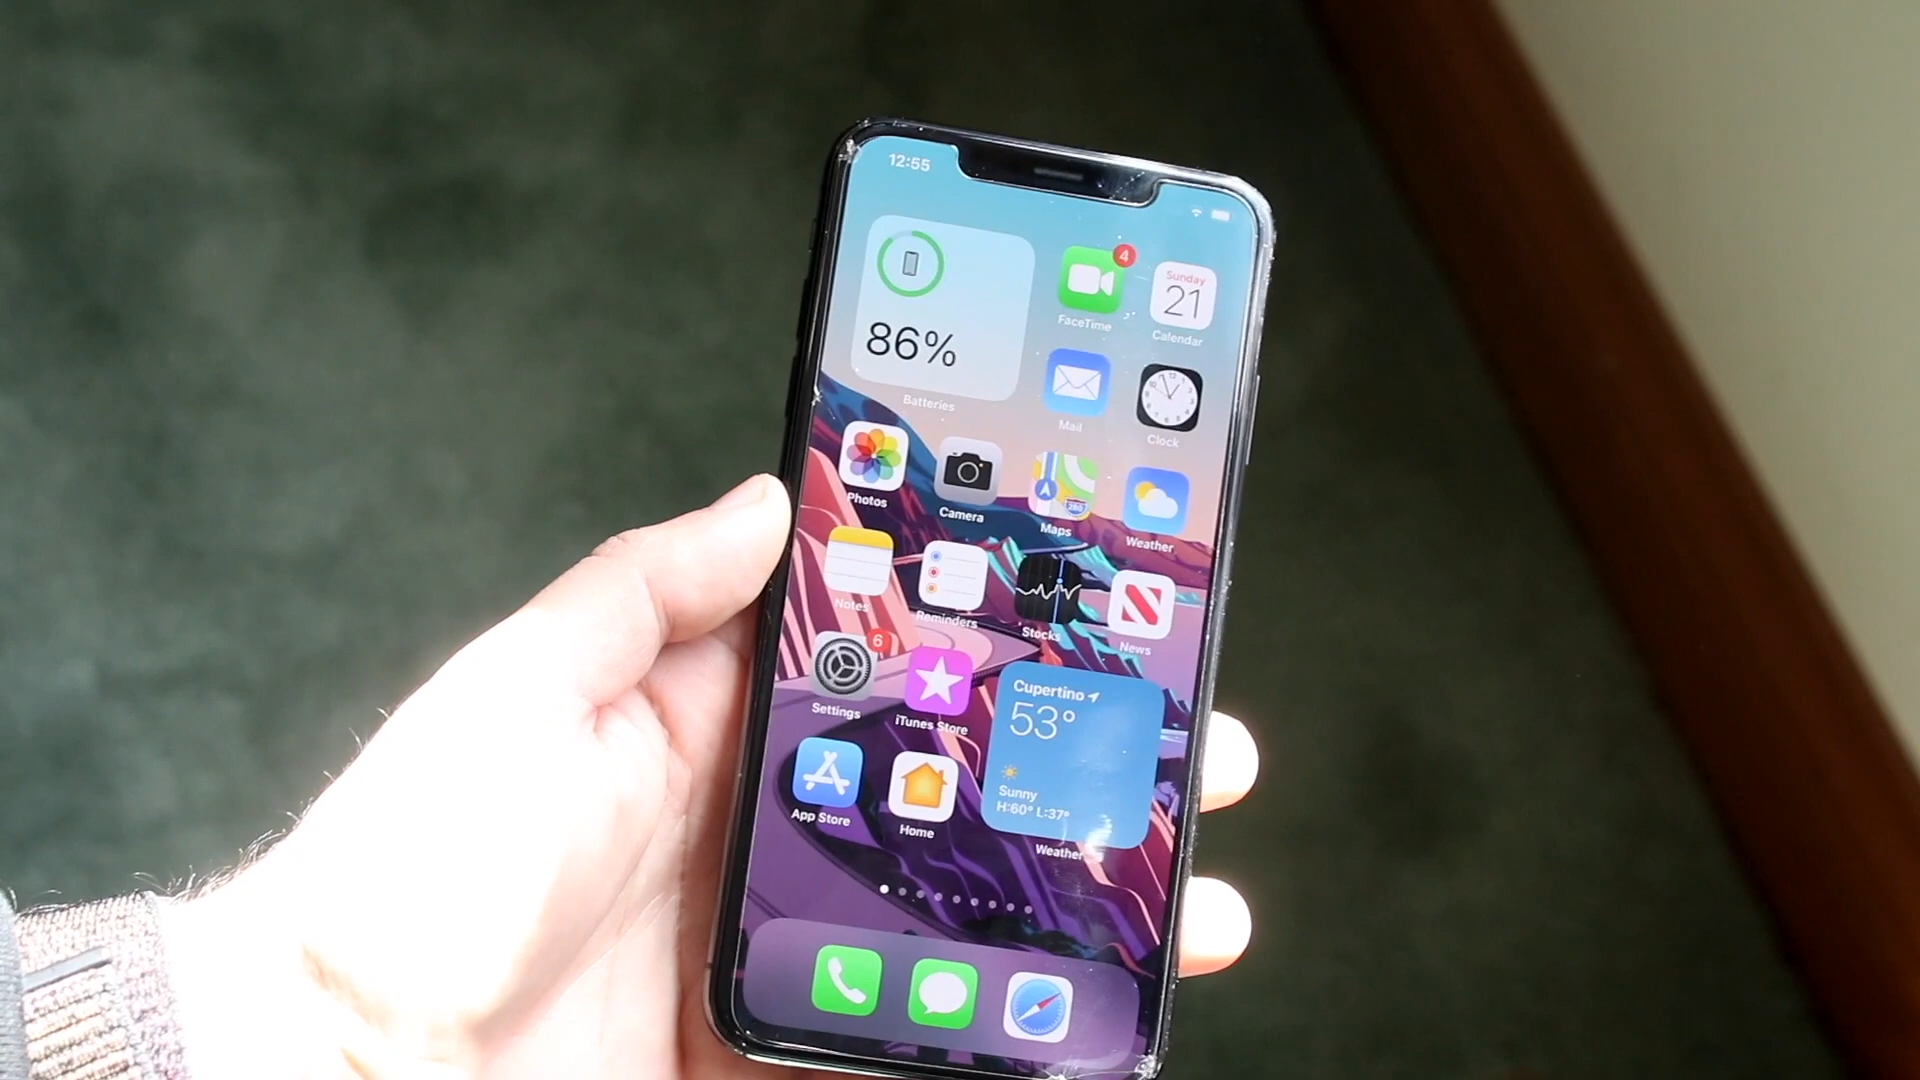 12:55
86%
Batteries
4
FaceTime
Sunday
21
Calendar
Mail
Clock
Photos
Camera
280
Maps
Weather
Notes
Reminders
Stocks
News
6
Settings
iTunes Store
Cupertino
53°
Sunny
H:60° L:37°
Weather
App Store
Home